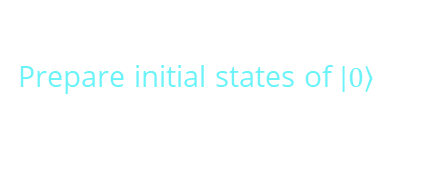 Prepare initial states of |0⟩